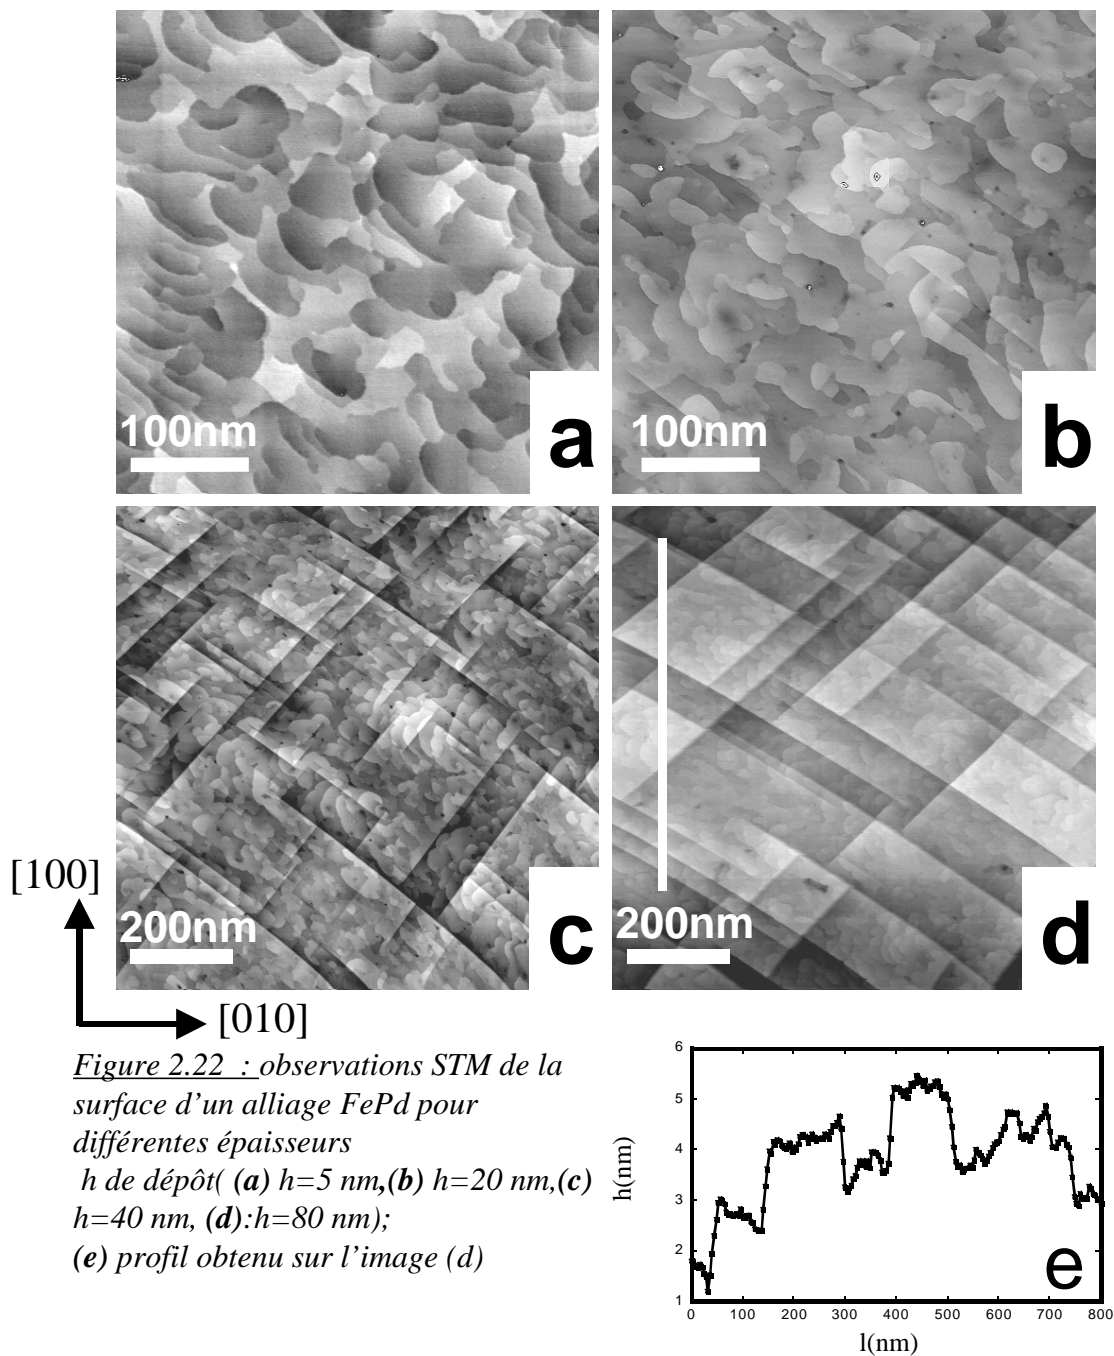 100nm
a
100nm
b
200nm
c
200nm
d
[100]
[010]
Figure 2.22 : observations STM de la
surface d'un alliage FePd pour
différentes épaisseurs
h de dépôt( (a) h=5 nm,(b) h=20 nm,(c)
h=40 nm, (d):h=80 nm);
(e) profil obtenu sur l'image (d)
6
5
4
3
2
1
h(nm)
e
0 100 200 300 400 500 600 700 800
l(nm)